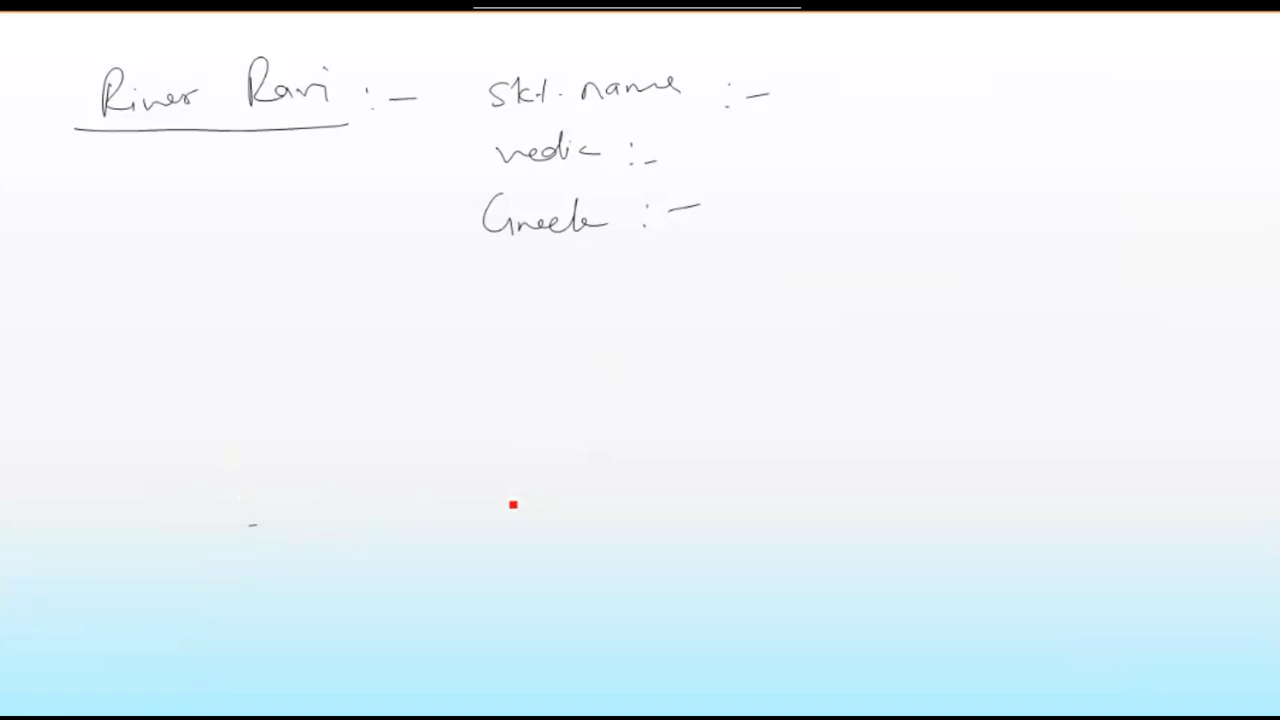 River Ravi :- Skt. name :-
vedic :-
Greek :-